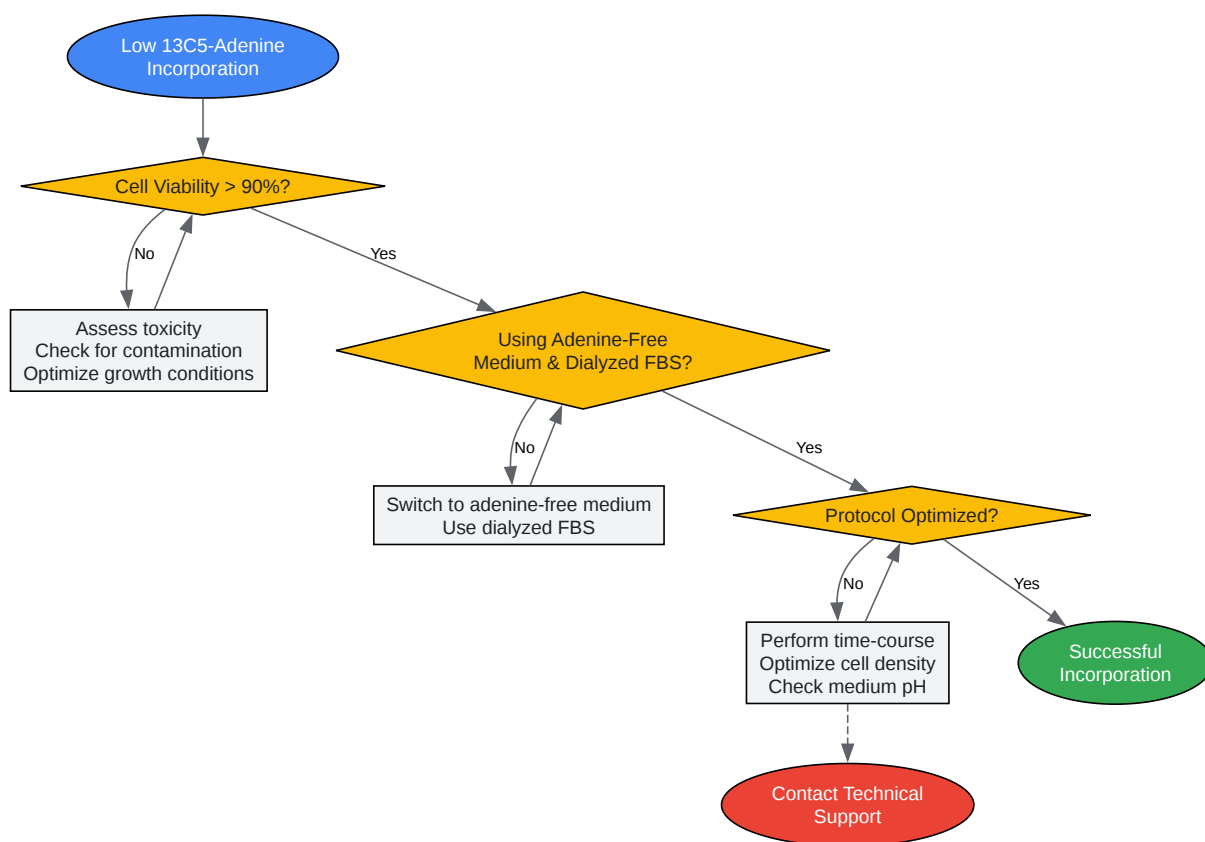 Low 13C5-Adenine
Incorporation
Cell Viability > 90%?
No
Yes
Assess toxicity
Check for contamination
Optimize growth conditions
Using Adenine-Free
Medium & Dialyzed FBS?
No
Yes
Switch to adenine-free medium
Use dialyzed FBS
Protocol Optimized?
No
Yes
Perform time-course
Optimize cell density
Check medium pH
Successful
Incorporation
Contact Technical
Support